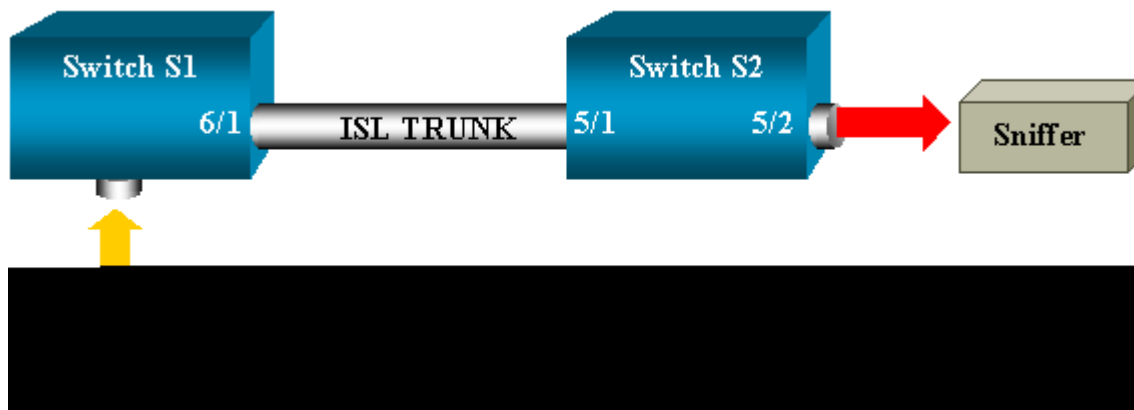 Switch S1
Switch S2
6/1
ISL TRUNK
5/1
5/2
Sniffer